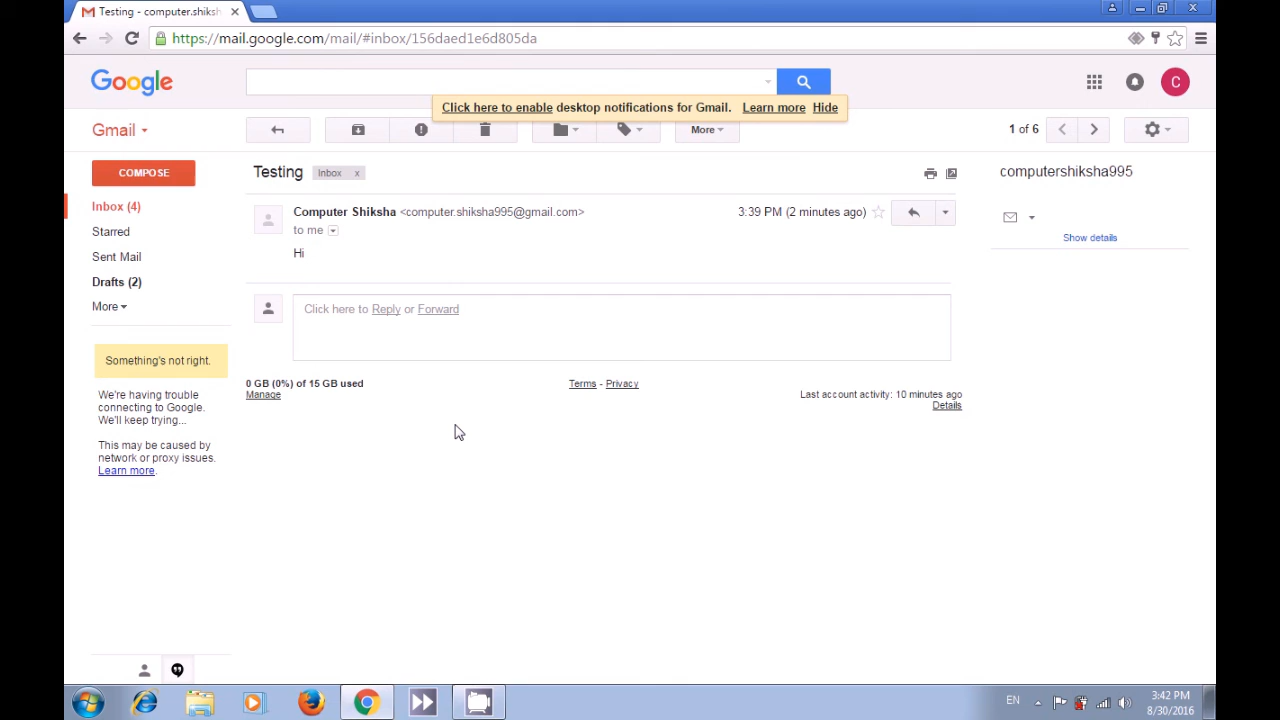 Testing - computer.shiksh
https://mail.google.com/mail/#inbox/156daed1e6d805da
Google
C
Click here to enable desktop notifications for Gmail. Learn more Hide
Gmail
More
1 of 6
COMPOSE
Inbox (4)
Starred
Sent Mail
Drafts (2)
More
Something's not right.
We're having trouble
connecting to Google.
We'll keep trying...
This may be caused by
network or proxy issues.
Learn more.
Testing Inbox x
Computer Shiksha <computer.shiksha995@gmail.com>
3:39 PM (2 minutes ago)
to me
Hi
Click here to Reply or Forward
0 GB (0%) of 15 GB used
Manage
Terms - Privacy
Last account activity: 10 minutes ago
Details
computershiksha995
Show details
EN
3:42 PM
8/30/2016